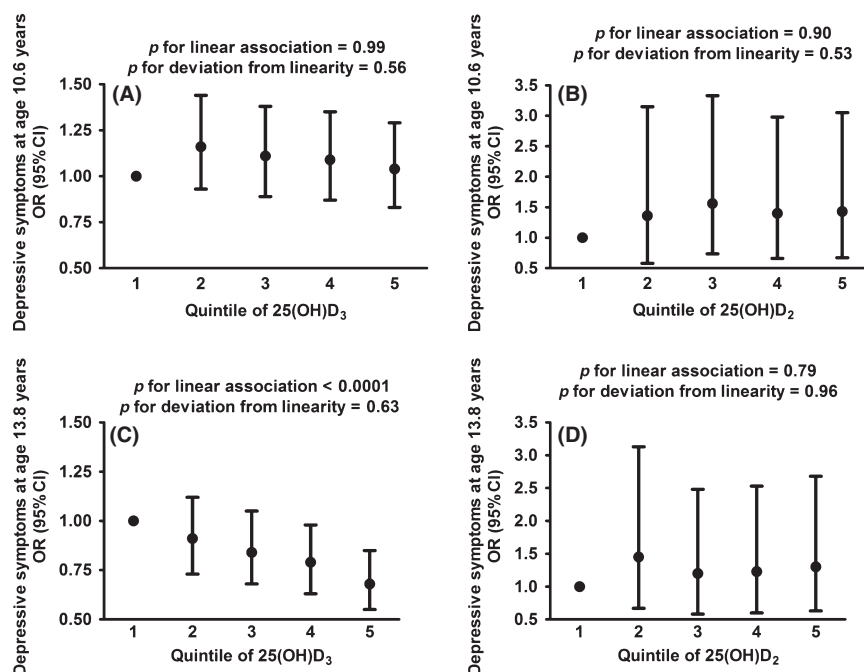 p for linear association = 0.99
p for deviation from linearity = 0.56
(A)
Depressive symptoms at age 10.6 years
OR (95% CI)
1.50
1.25
1.00
0.75
0.50
1 2 3 4 5
Quintile of 25(OH)D₃
p for linear association = 0.90
p for deviation from linearity = 0.53
(B)
Depressive symptoms at age 10.6 years
OR (95% CI)
3.5
3.0
2.5
2.0
1.5
1.0
0.5
1 2 3 4 5
Quintile of 25(OH)D₂
p for linear association < 0.0001
p for deviation from linearity = 0.63
(C)
Depressive symptoms at age 13.8 years
OR (95% CI)
1.50
1.25
1.00
0.75
0.50
1 2 3 4 5
Quintile of 25(OH)D₃
p for linear association = 0.79
p for deviation from linearity = 0.96
(D)
Depressive symptoms at age 13.8 years
OR (95% CI)
3.5
3.0
2.5
2.0
1.5
1.0
0.5
1 2 3 4 5
Quintile of 25(OH)D₂